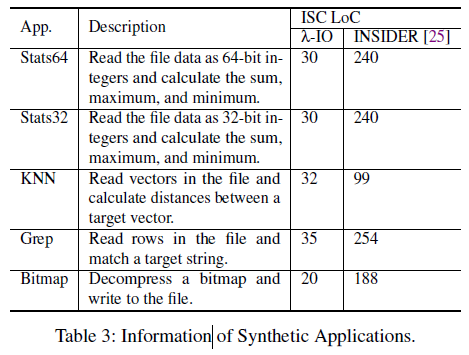 App. Description ISC LoC
λ-IO INSIDER [25]
Stats64 Read the file data as 64-bit in- 30 240
tegers and calculate the sum,
maximum, and minimum.
Stats32 Read the file data as 32-bit in- 30 240
tegers and calculate the sum,
maximum, and minimum.
KNN Read vectors in the file and 32 99
calculate distances between a
target vector.
Grep Read rows in the file and 35 254
match a target string.
Bitmap Decompress a bitmap and 20 188
write to the file.
Table 3: Information of Synthetic Applications.